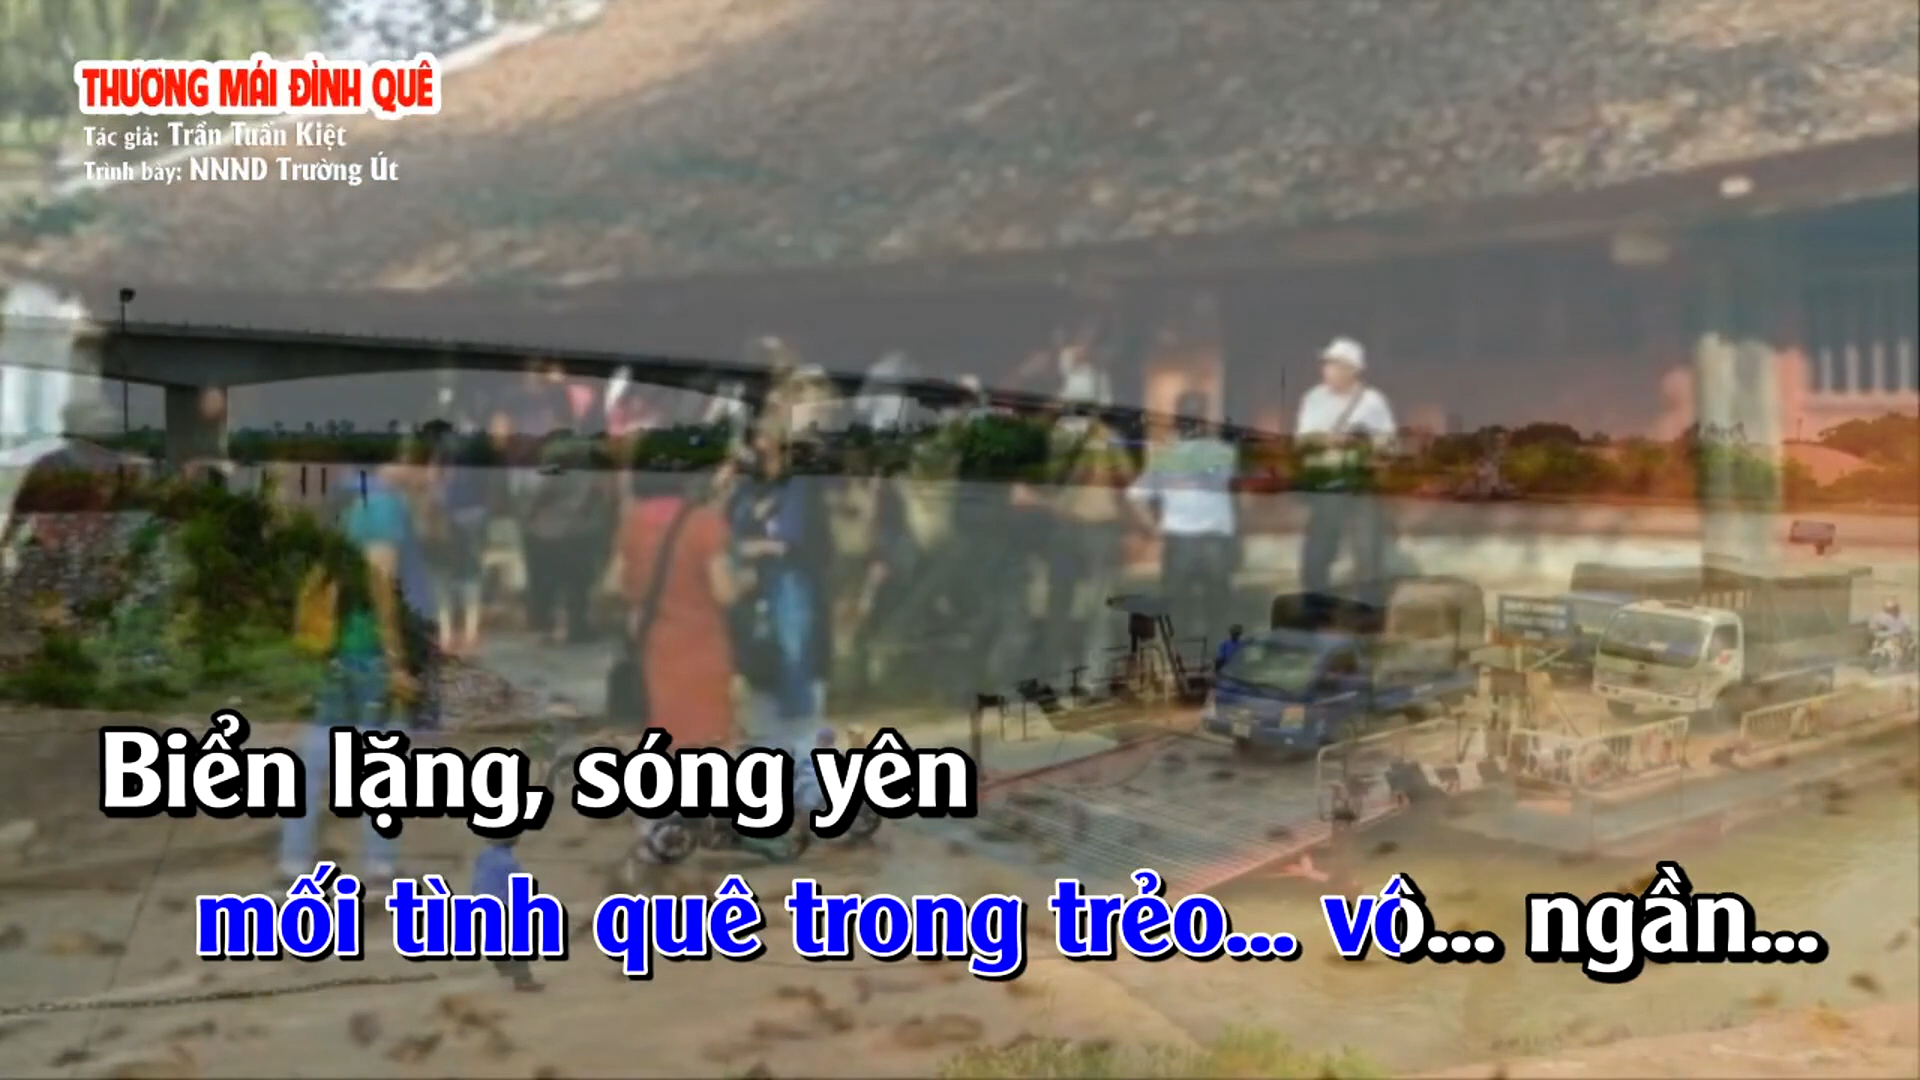 THƯƠNG MÁI ĐÌNH QUÊ
Tác giả: Trần Tuấn Kiệt
Trình bày: NNND Trường Út
Biển lặng, sóng yên
mối tình quê trong trẻo... vô... ngần...